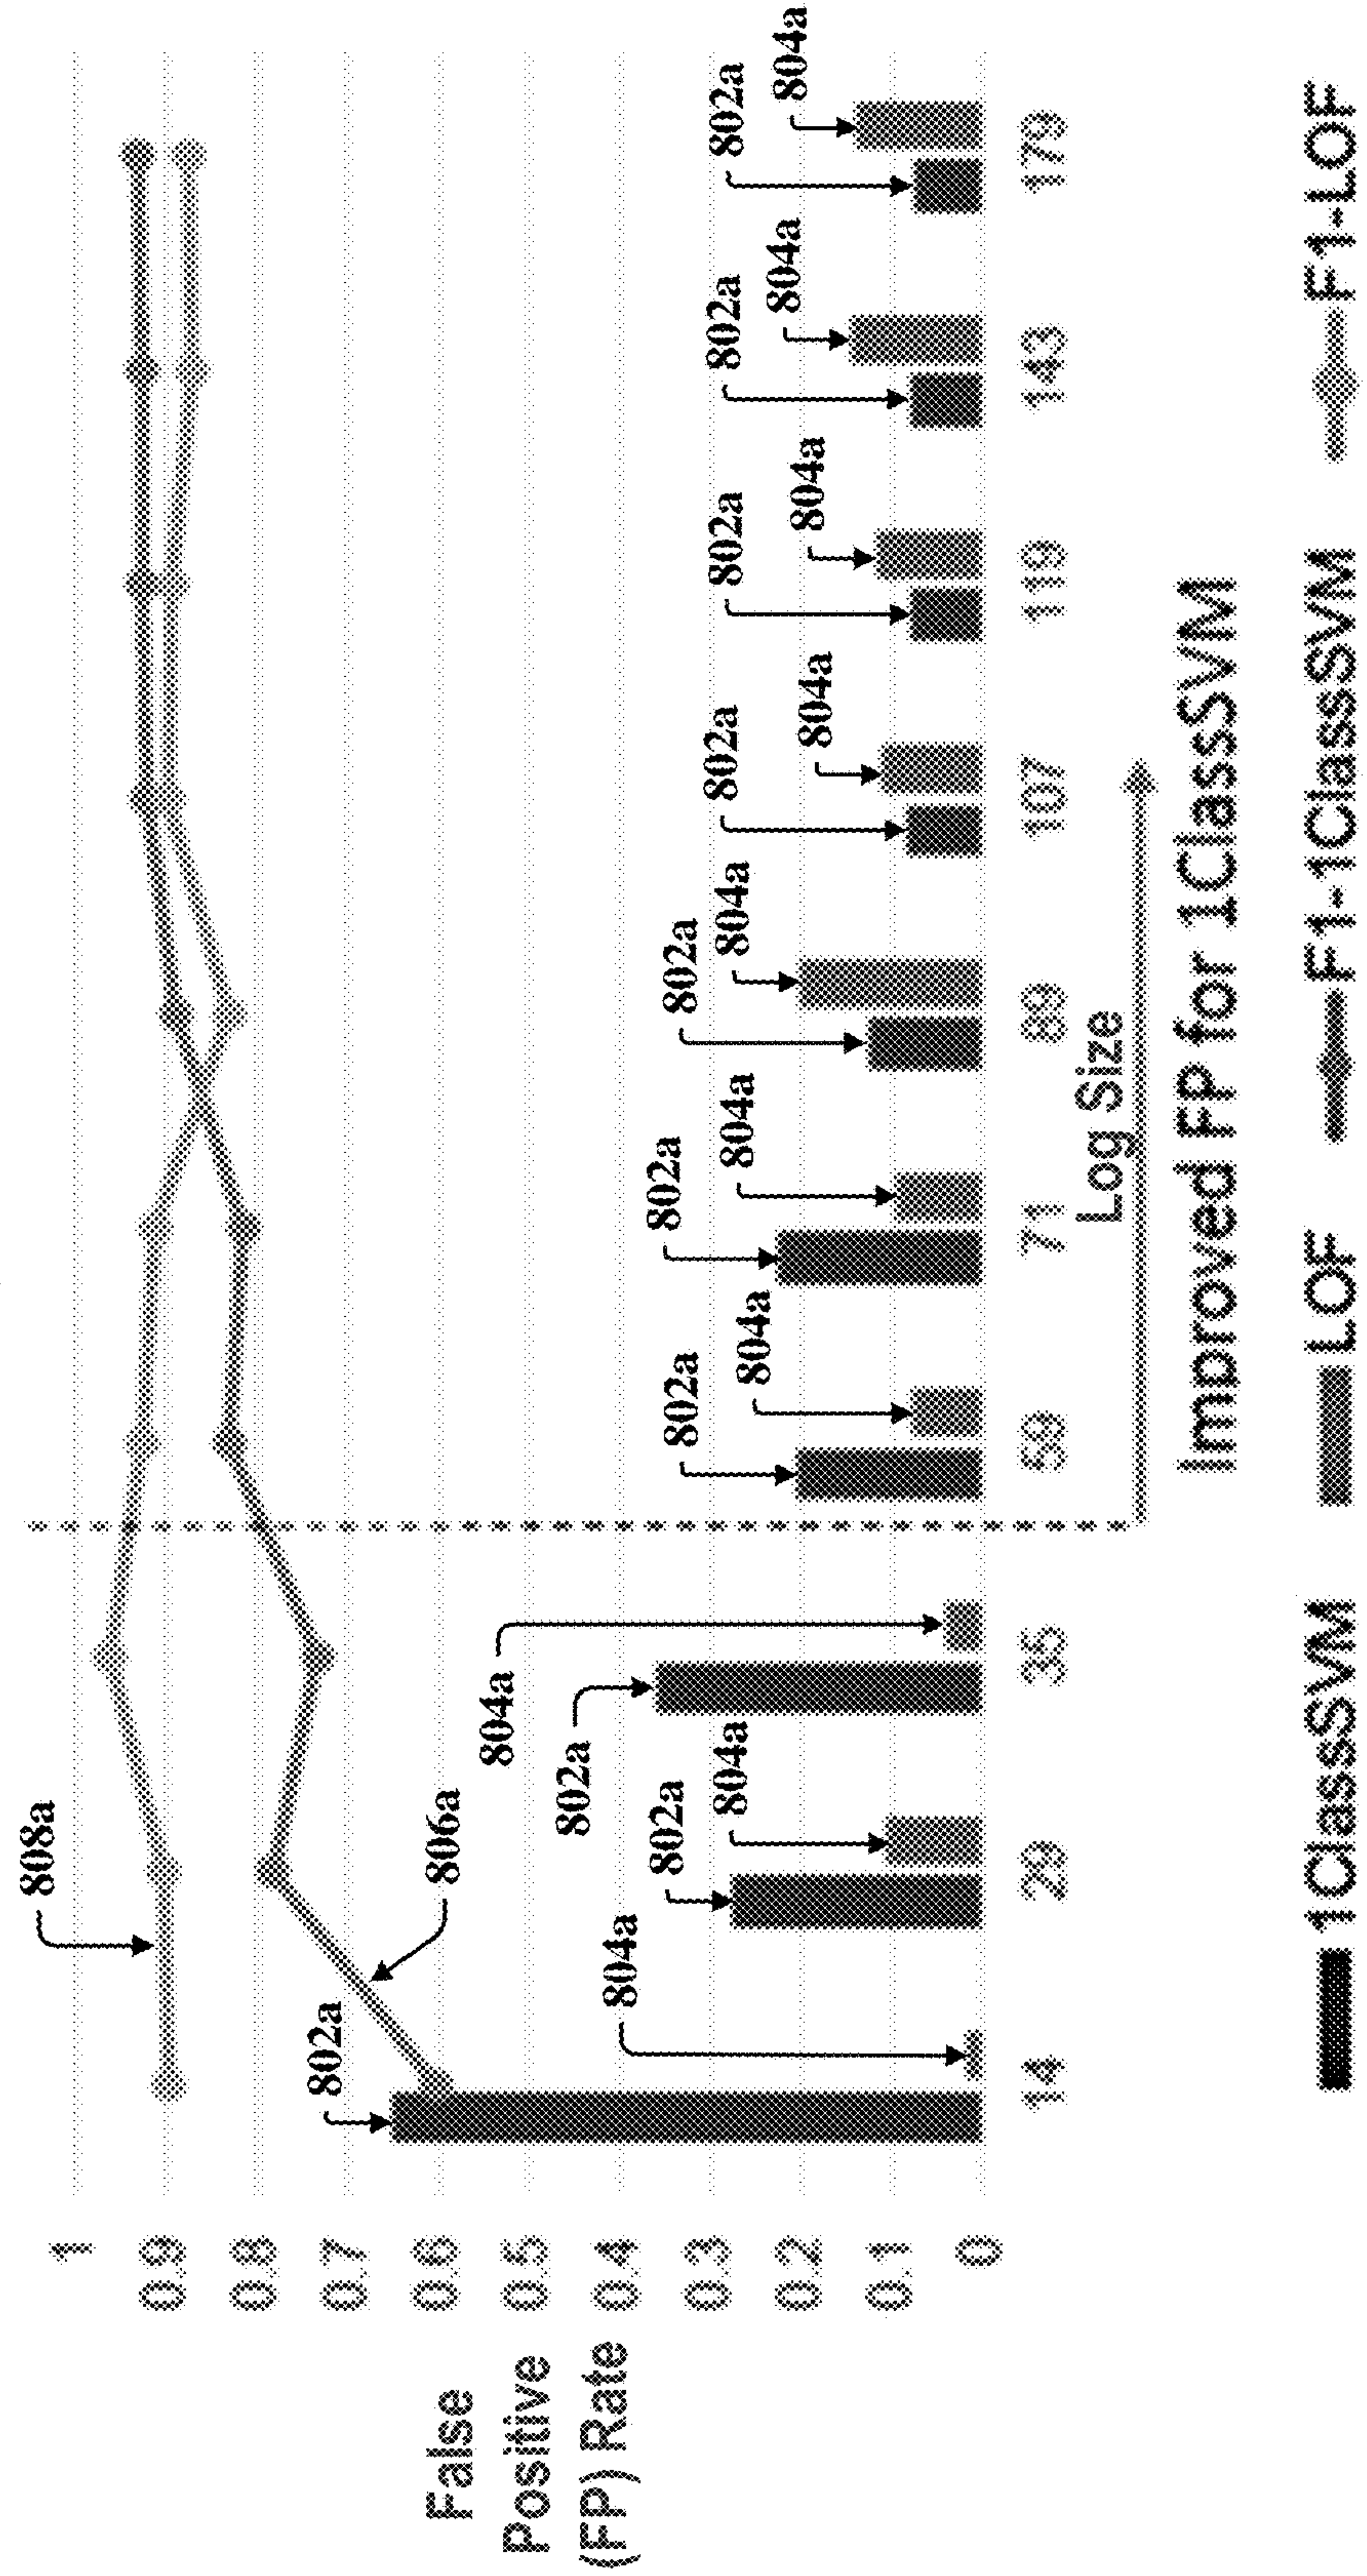 False
Positive
(FP) Rate
1
0.9
0.8
0.7
0.6
0.5
0.4
0.3
0.2
0.1
0
808a
806a
802a
804a
802a
804a
802a
804a
802a
804a
802a
804a
802a
804a
802a
804a
802a
804a
802a
804a
802a
804a
14
29
35
59
71
89
107
119
143
179
Log Size
Improved FP for 1ClassSVM
1ClassSVM
LOF
F1-1ClassSVM
F1-LOF